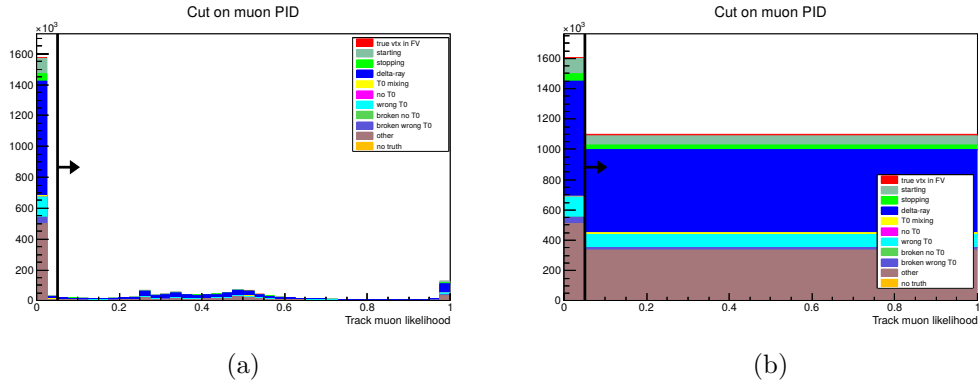 Cut on muon PID
×10³
1600
1400
1200
1000
800
600
400
200
0
0 0.2 0.4 0.6 0.8 1
Track muon likelihood
true vtx in FV
starting
stopping
delta-ray
T0 mixing
no T0
wrong T0
broken no T0
broken wrong T0
other
no truth
(a)
Cut on muon PID
×10³
1600
1400
1200
1000
800
600
400
200
0
0 0.2 0.4 0.6 0.8 1
Track muon likelihood
true vtx in FV
starting
stopping
delta-ray
T0 mixing
no T0
wrong T0
broken no T0
broken wrong T0
other
no truth
(b)